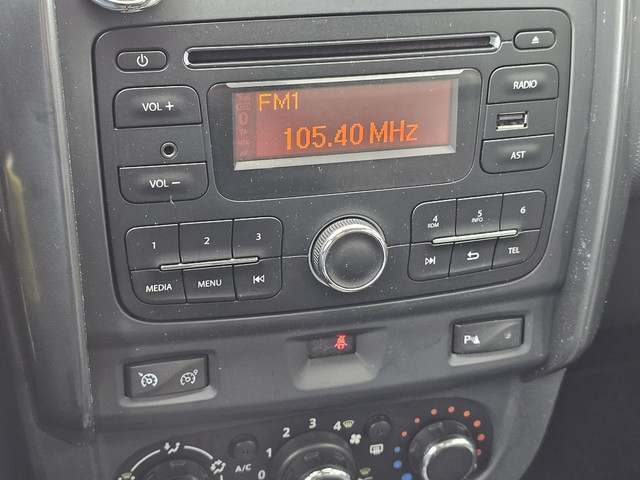 RADIO
VOL +
FM1
105.40 MHz
AST
VOL −
1 2 3
4 RDM 5 INFO 6
MEDIA MENU
TEL
P
0 1 2 3 4
A/C